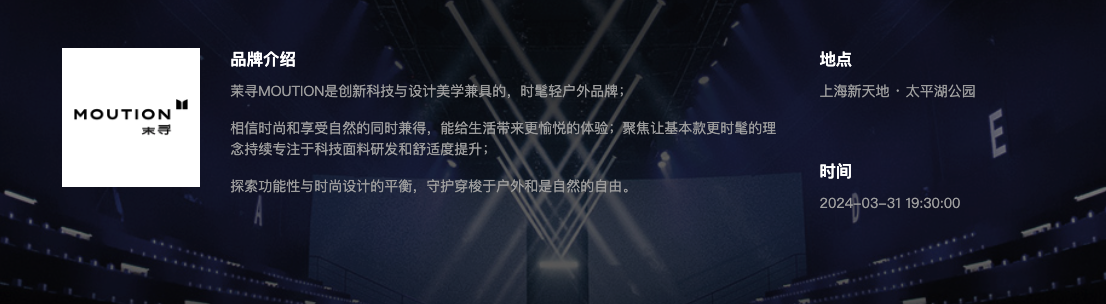 MOUTION
茉寻
品牌介绍
茉寻MOUTION是创新科技与设计美学兼具的，时髦轻户外品牌；
相信时尚和享受自然的同时兼得，能给生活带来更愉悦的体验；聚焦让基本款更时髦的理
念持续专注于科技面料研发和舒适度提升；
探索功能性与时尚设计的平衡，守护穿梭于户外和是自然的自由。
地点
上海新天地 · 太平湖公园
时间
2024-03-31 19:30:00
E
A
D